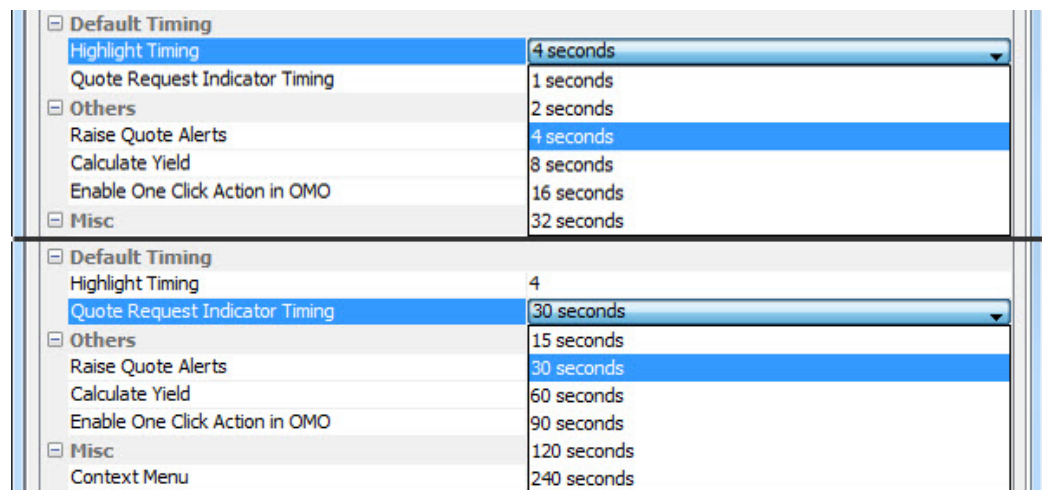 Default Timing
Highlight Timing 4 seconds
Quote Request Indicator Timing 1 seconds
Others 2 seconds
Raise Quote Alerts 4 seconds
Calculate Yield 8 seconds
Enable One Click Action in OMO 16 seconds
Misc 32 seconds
Default Timing
Highlight Timing 4
Quote Request Indicator Timing 30 seconds
Others 15 seconds
Raise Quote Alerts 30 seconds
Calculate Yield 60 seconds
Enable One Click Action in OMO 90 seconds
Misc 120 seconds
Context Menu 240 seconds